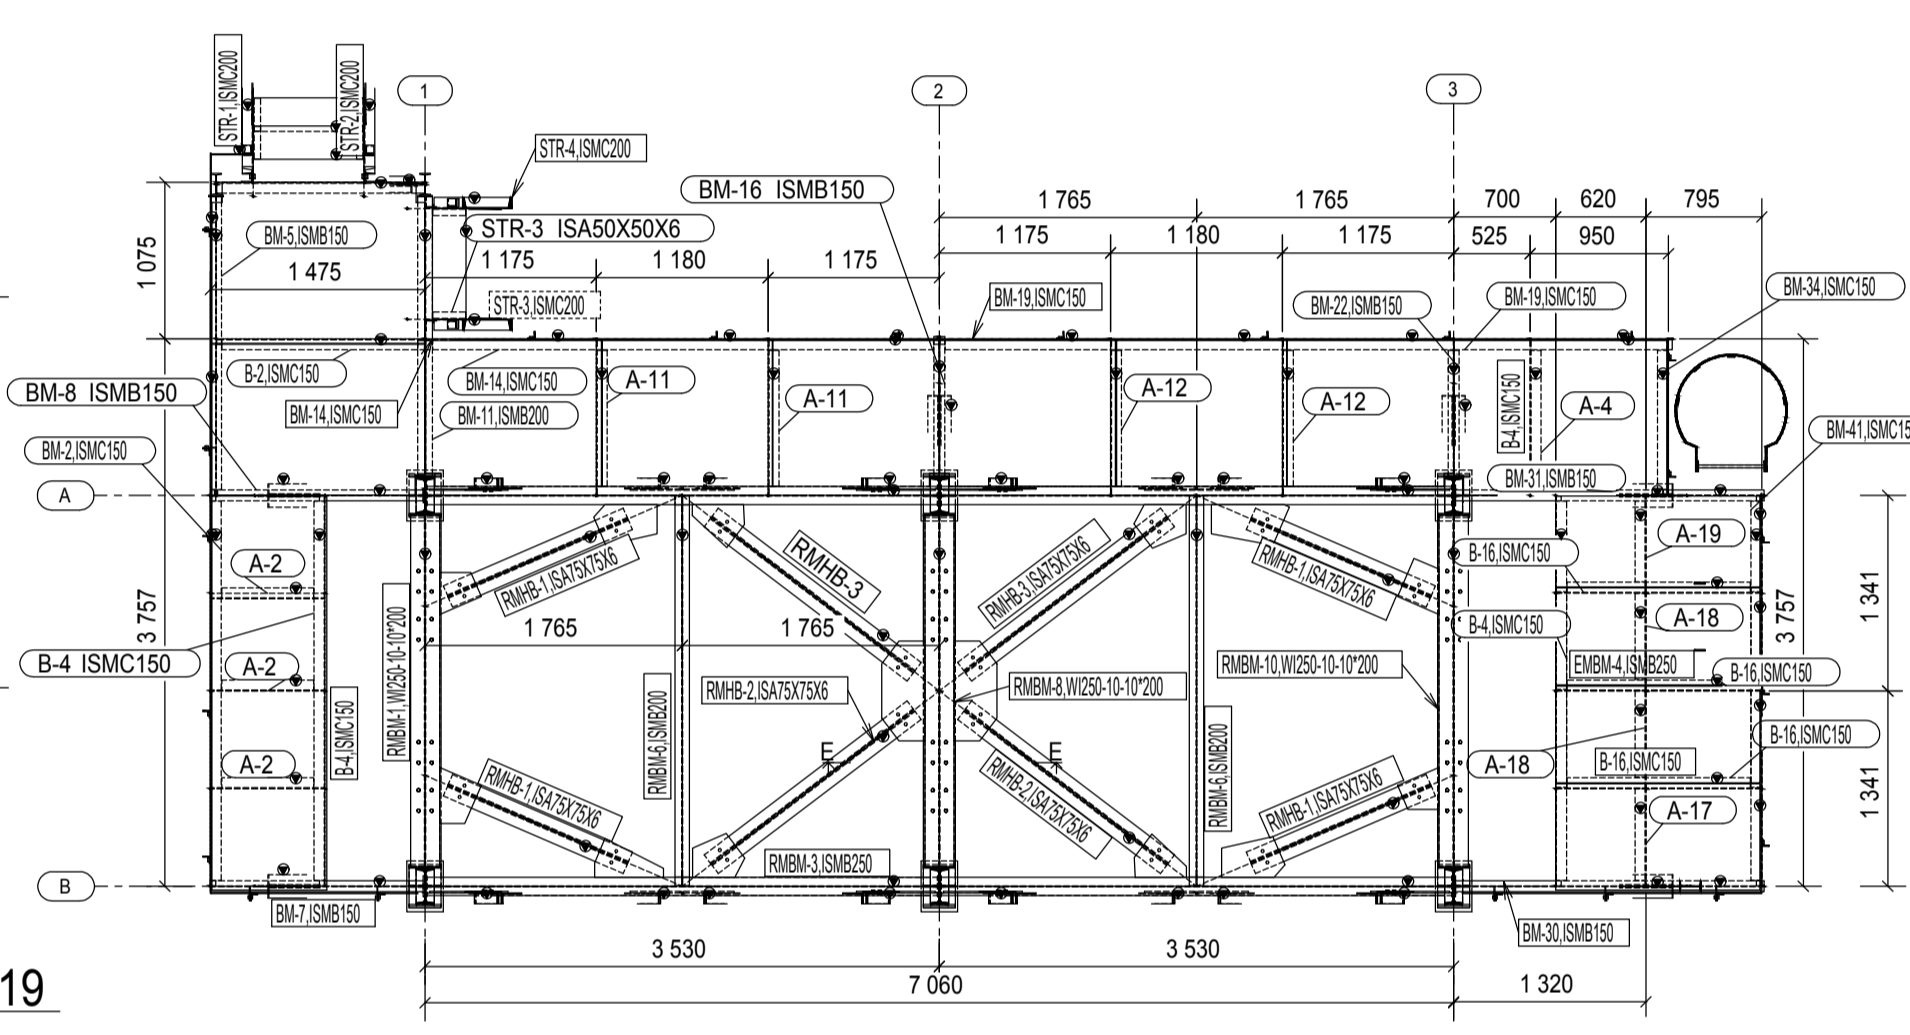 STR-1,ISMC200
STR-2,ISMC200
1
2
3
STR-4,ISMC200
BM-16 ISMB150
1 765
1 765
700
620
795
STR-3 ISA50X50X6
BM-5,ISMB150
1 075
1 475
1 175
1 180
1 175
1 175
1 180
1 175
525
950
STR-3,ISMC200
BM-19,ISMC150
BM-22,ISMB150
BM-19,ISMC150
BM-34,ISMC150
B-2,ISMC150
BM-14,ISMC150
A-11
A-11
A-12
A-12
B-4,ISMC150
A-4
BM-8 ISMB150
BM-14,ISMC150
BM-11,ISMB200
BM-2,ISMC150
BM-41,ISMC15
BM-31,ISMB150
A
A-2
3 757
RMBM-1,WI250-10-10*200
RMHB-1,ISA75X75X6
RMHB-3
RMHB-3,ISA75X75X6
RMHB-1,ISA75X75X6
B-16,ISMC150
A-19
1 341
3 757
1 765
1 765
B-4,ISMC150
A-18
B-4 ISMC150
A-2
RMHB-2,ISA75X75X6
RMBM-8,WI250-10-10*200
RMBM-10,WI250-10-10*200
EMBM-4,ISMB250
B-16,ISMC150
B-4,ISMC150
RMBM-6,ISMB200
E
E
RMBM-6,ISMB200
B-16,ISMC150
A-2
A-18
B-16,ISMC150
RMHB-1,ISA75X75X6
RMHB-2,ISA75X75X6
RMHB-1,ISA75X75X6
A-17
1 341
RMBM-3,ISMB250
B
BM-7,ISMB150
BM-30,ISMB150
3 530
3 530
7 060
1 320
19